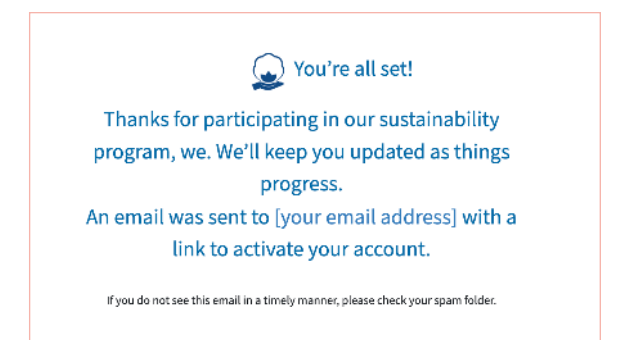 You’re all set!
Thanks for participating in our sustainability
program, we. We’ll keep you updated as things
progress.
An email was sent to [your email address] with a
link to activate your account.
If you do not see this email in a timely manner, please check your spam folder.